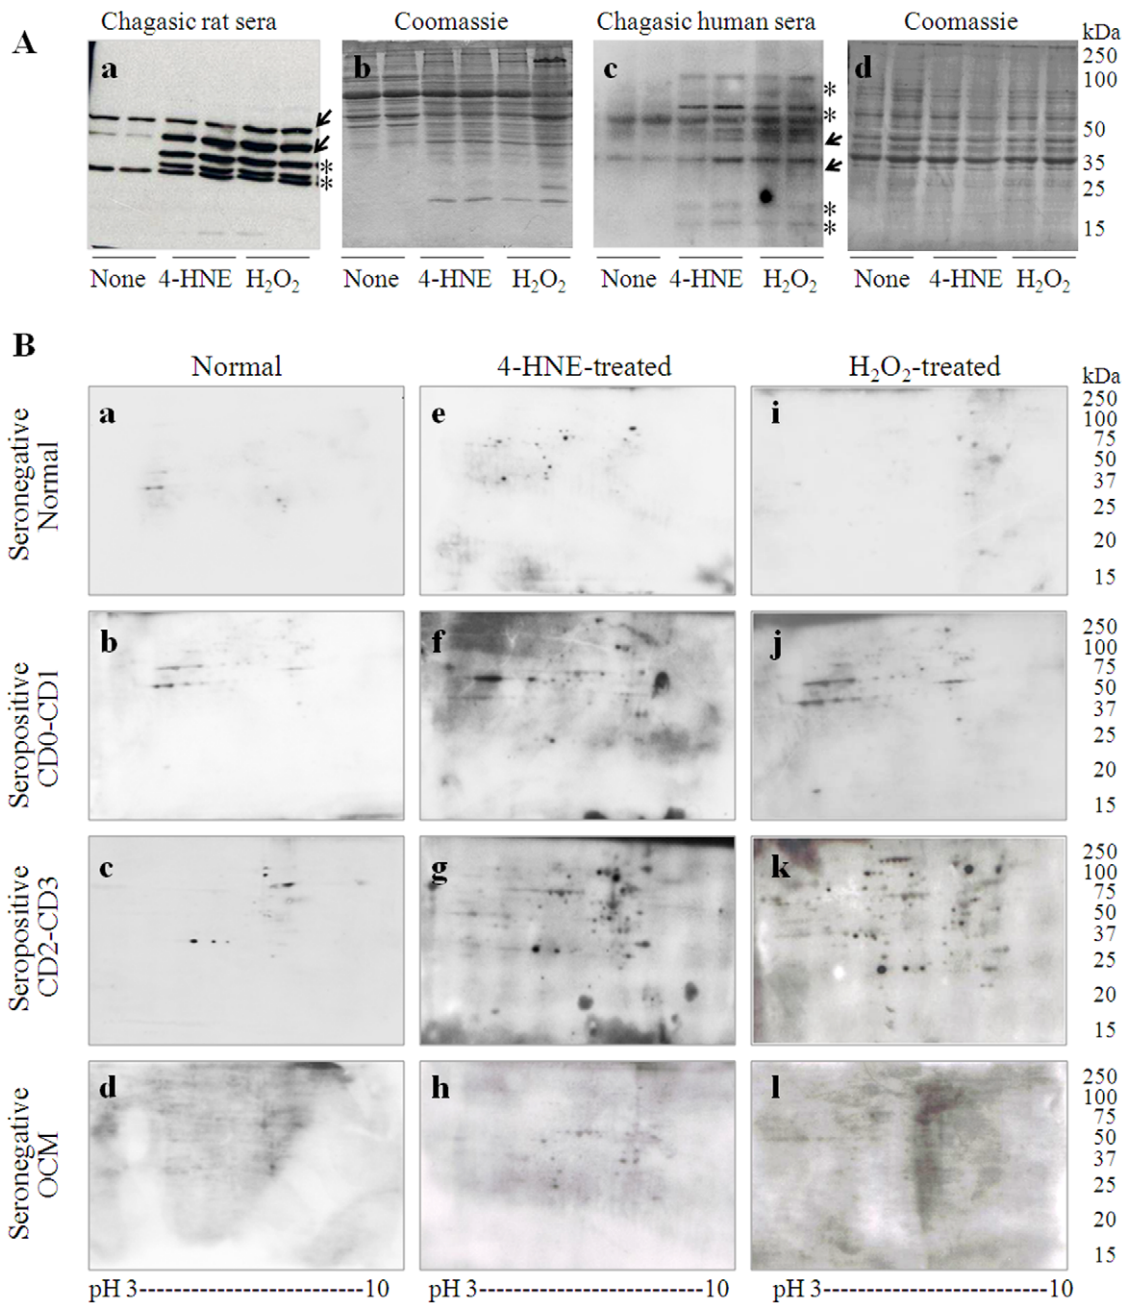 A
Chagasic rat sera
Coomassie
Chagasic human sera
Coomassie
kDa
a
b
c
d
250
100
50
35
25
15
*
*
*
*
*
*
None 4-HNE H₂O₂
None 4-HNE H₂O₂
None 4-HNE H₂O₂
None 4-HNE H₂O₂
B
Normal
4-HNE-treated
H₂O₂-treated
kDa
Seronegative
Normal
a
e
i
250
100
75
50
37
25
20
15
Seropositive
CD0-CD1
b
f
j
250
100
75
50
37
25
20
15
Seropositive
CD2-CD3
c
g
k
250
100
75
50
37
25
20
15
Seronegative
OCM
d
h
l
250
100
75
50
37
25
20
15
pH 3-----------------------10
pH 3-----------------------10
pH 3-----------------------10